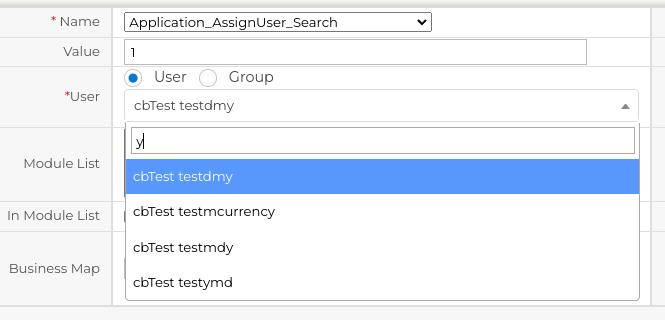 * Name
Application_AssignUser_Search
Value
1
User
Group
*User
cbTest testdmy
y
cbTest testdmy
Module List
cbTest testmcurrency
In Module List
cbTest testmdy
Business Map
cbTest testymd